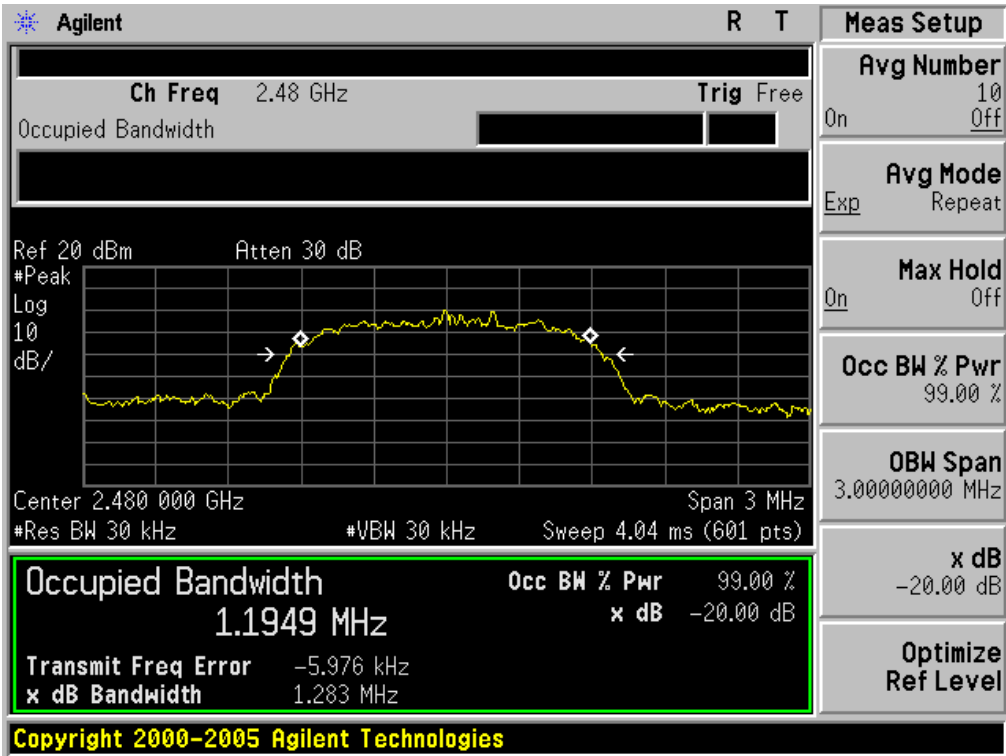 Agilent R T
Ch Freq 2.48 GHz Trig Free
Occupied Bandwidth
Ref 20 dBm Atten 30 dB
#Peak
Log
10
dB/
Center 2.480 000 GHz Span 3 MHz
#Res BW 30 kHz #VBW 30 kHz Sweep 4.04 ms (601 pts)
Occupied Bandwidth Occ BW % Pwr 99.00 %
1.1949 MHz x dB -20.00 dB
Transmit Freq Error -5.976 kHz
x dB Bandwidth 1.283 MHz
Copyright 2000-2005 Agilent Technologies
Meas Setup
Avg Number
10
On Off
Avg Mode
Exp Repeat
Max Hold
On Off
Occ BW % Pwr
99.00 %
OBW Span
3.00000000 MHz
x dB
-20.00 dB
Optimize
Ref Level